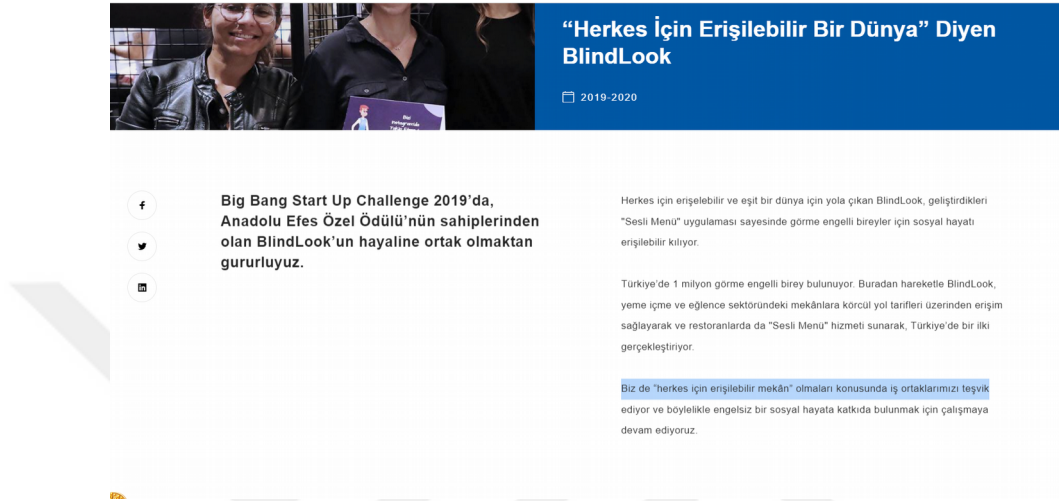 “Herkes İçin Erişilebilir Bir Dünya” Diyen
BlindLook
2019-2020
Big Bang Start Up Challenge 2019’da,
Anadolu Efes Özel Ödülü’nün sahiplerinden
olan BlindLook’un hayaline ortak olmaktan
gururluyuz.
Herkes için erişelebilir ve eşit bir dünya için yola çıkan BlindLook, geliştirdikleri
"Sesli Menü" uygulaması sayesinde görme engelli bireyler için sosyal hayatı
erişilebilir kılıyor.
Türkiye’de 1 milyon görme engelli birey bulunuyor. Buradan hareketle BlindLook,
yeme içme ve eğlence sektöründeki mekânlara körcül yol tarifleri üzerinden erişim
sağlayarak ve restoranlarda da "Sesli Menü" hizmeti sunarak, Türkiye’de bir ilki
gerçekleştiriyor.
Biz de “herkes için erişilebilir mekân” olmaları konusunda iş ortaklarımızı teşvik
ediyor ve böylelikle engelsiz bir sosyal hayata katkıda bulunmak için çalışmaya
devam ediyoruz.